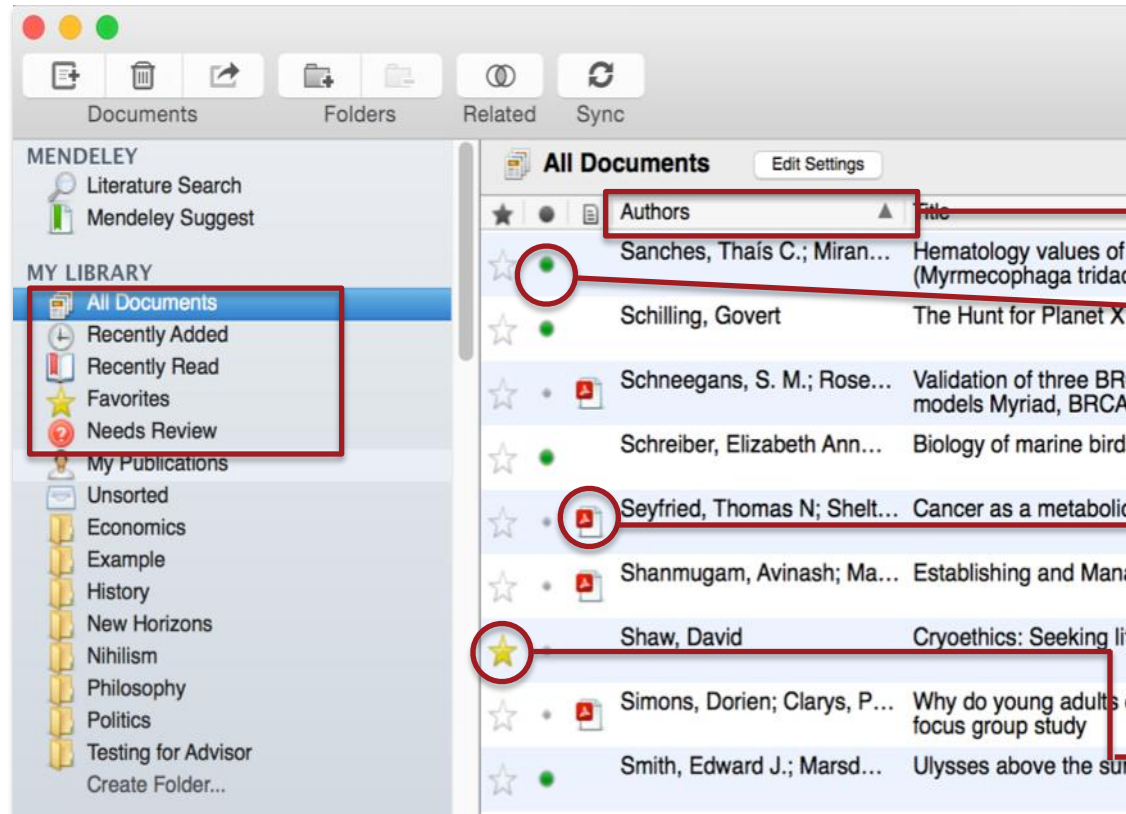 Documents Folders Related Sync
MENDELEY
Literature Search
Mendeley Suggest
MY LIBRARY
All Documents
Recently Added
Recently Read
Favorites
Needs Review
My Publications
Unsorted
Economics
Example
History
New Horizons
Nihilism
Philosophy
Politics
Testing for Advisor
Create Folder...
All Documents Edit Settings
Authors Title
Sanches, Thaís C.; Miran... Hematology values of
(Myrmecophaga tridac
Schilling, Govert The Hunt for Planet X
Schneegans, S. M.; Rose... Validation of three BR
models Myriad, BRCA
Schreiber, Elizabeth Ann... Biology of marine bird
Seyfried, Thomas N; Shelt... Cancer as a metabolic
Shanmugam, Avinash; Ma... Establishing and Mana
Shaw, David Cryoethics: Seeking li
Simons, Dorien; Clarys, P... Why do young adults
focus group study
Smith, Edward J.; Marsd... Ulysses above the sun